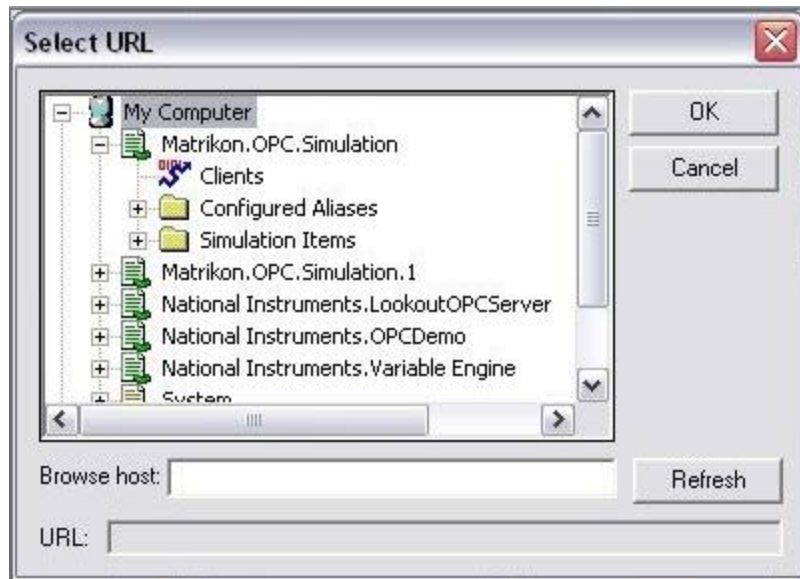 Select URL
My Computer
OK
Matrikon.OPC.Simulation
Clients
Cancel
Configured Aliases
Simulation Items
Matrikon.OPC.Simulation.1
National Instruments.LookoutOPCServer
National Instruments.OPCDemo
National Instruments.Variable Engine
System
Browse host:
Refresh
URL: